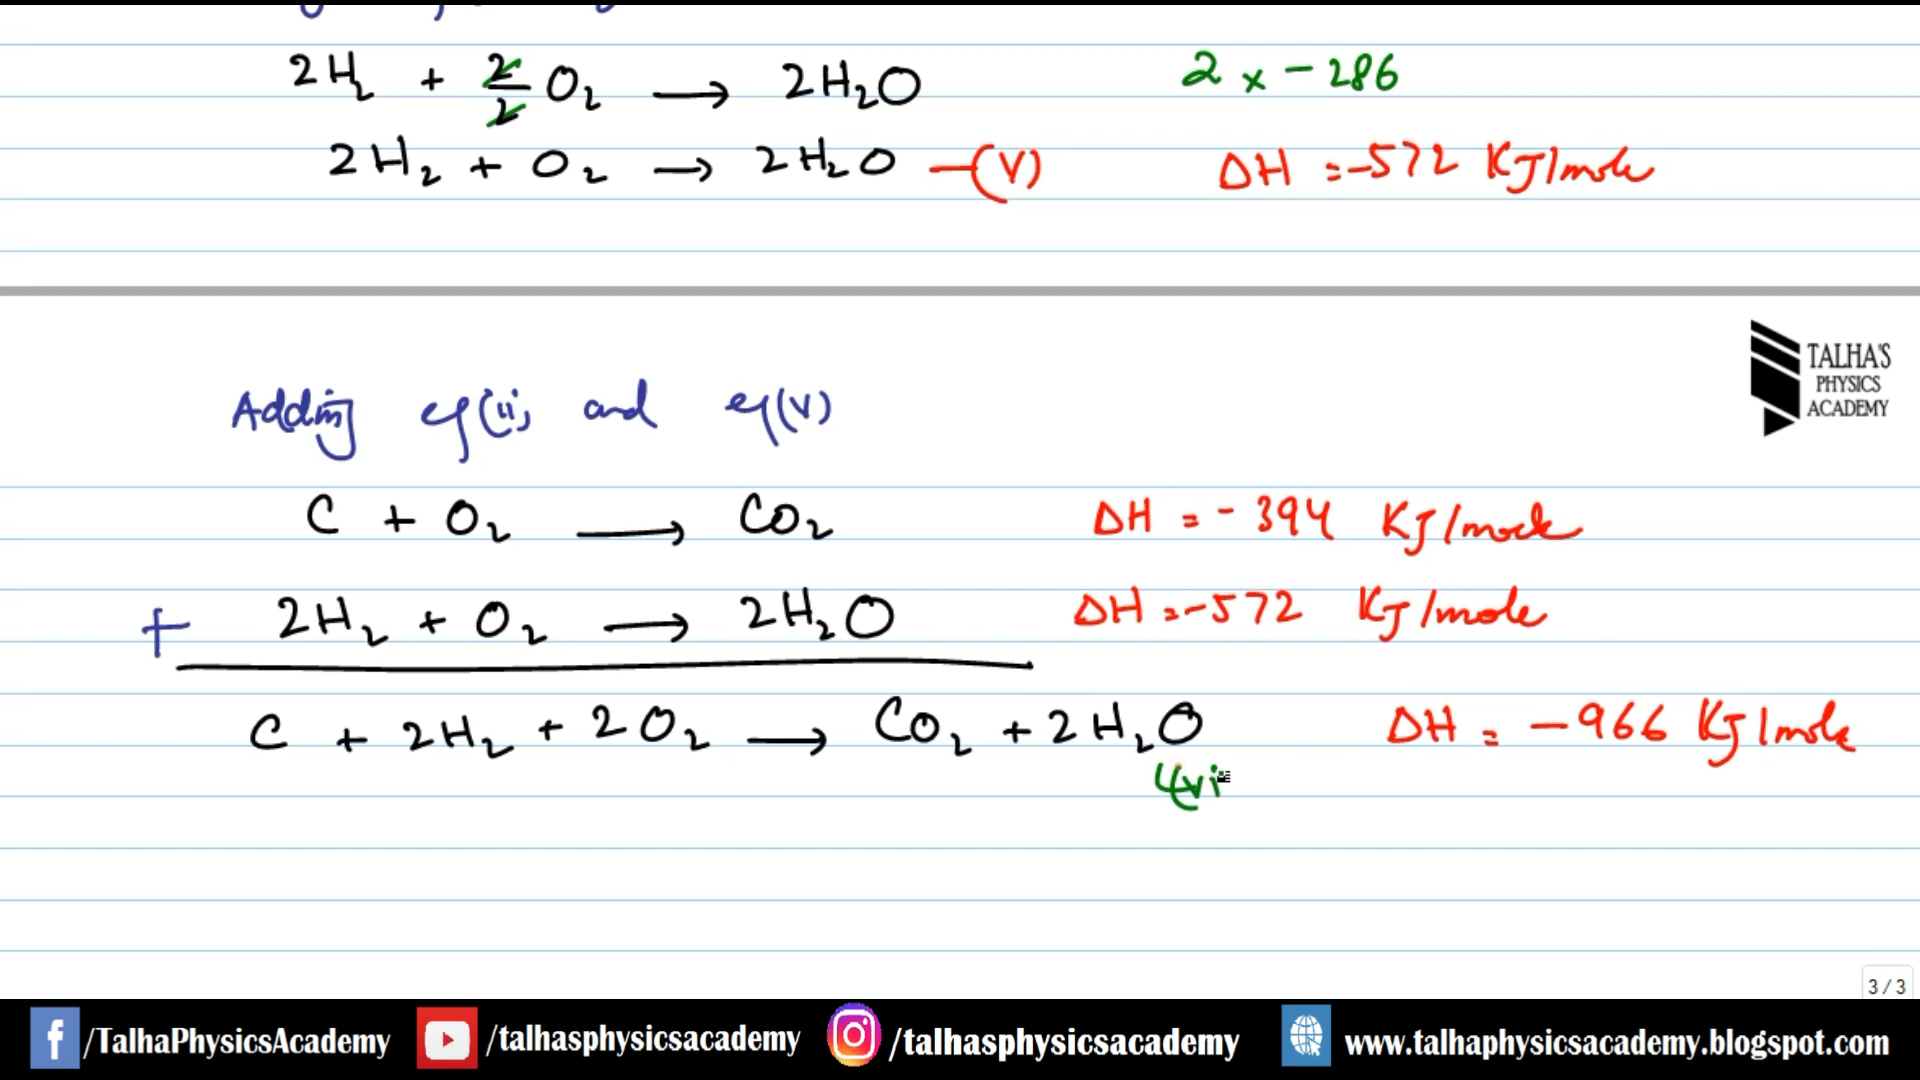 2H₂ + 2/2 O₂ → 2H₂O 2 x - 286
2H₂ + O₂ → 2H₂O —(V) ΔH = -572 KJ/mole
TALHA'S
PHYSICS
ACADEMY
Adding eq(ii) and eq(v)
C + O₂ → CO₂ ΔH = - 394 KJ/mole
+ 2H₂ + O₂ → 2H₂O ΔH = -572 KJ/mole
C + 2H₂ + 2O₂ → CO₂ + 2H₂O ΔH = -966 KJ/mole
(vi
3 / 3
/TalhaPhysicsAcademy /talhasphysicsacademy /talhasphysicsacademy www.talhaphysicsacademy.blogspot.com